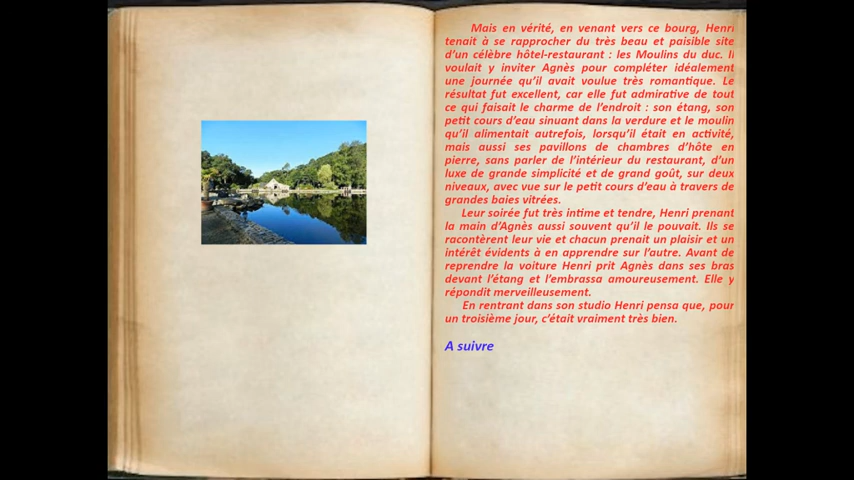 Mais en vérité, en venant vers ce bourg, Henri
tenait à se rapprocher du très beau et paisible site
d'un célèbre hôtel-restaurant : les Moulins du duc. Il
voulait y inviter Agnès pour compléter idéalement
une journée qu'il avait voulue très romantique. Le
résultat fut excellent, car elle fut admirative de tout
ce qui faisait le charme de l'endroit : son étang, son
petit cours d'eau sinuant dans la verdure et le moulin
qu'il alimentait autrefois, lorsqu'il était en activité,
mais aussi ses pavillons de chambres d'hôte en
pierre, sans parler de l'intérieur du restaurant, d'un
luxe de grande simplicité et de grand goût, sur deux
niveaux, avec vue sur le petit cours d'eau à travers de
grandes baies vitrées.
Leur soirée fut très intime et tendre, Henri prenant
la main d'Agnès aussi souvent qu'il le pouvait. Ils se
racontèrent leur vie et chacun prenait un plaisir et un
intérêt évidents à en apprendre sur l'autre. Avant de
reprendre la voiture Henri prit Agnès dans ses bras
devant l'étang et l'embrassa amoureusement. Elle y
répondit merveilleusement.
En rentrant dans son studio Henri pensa que, pour
un troisième jour, c'était vraiment très bien.
A suivre